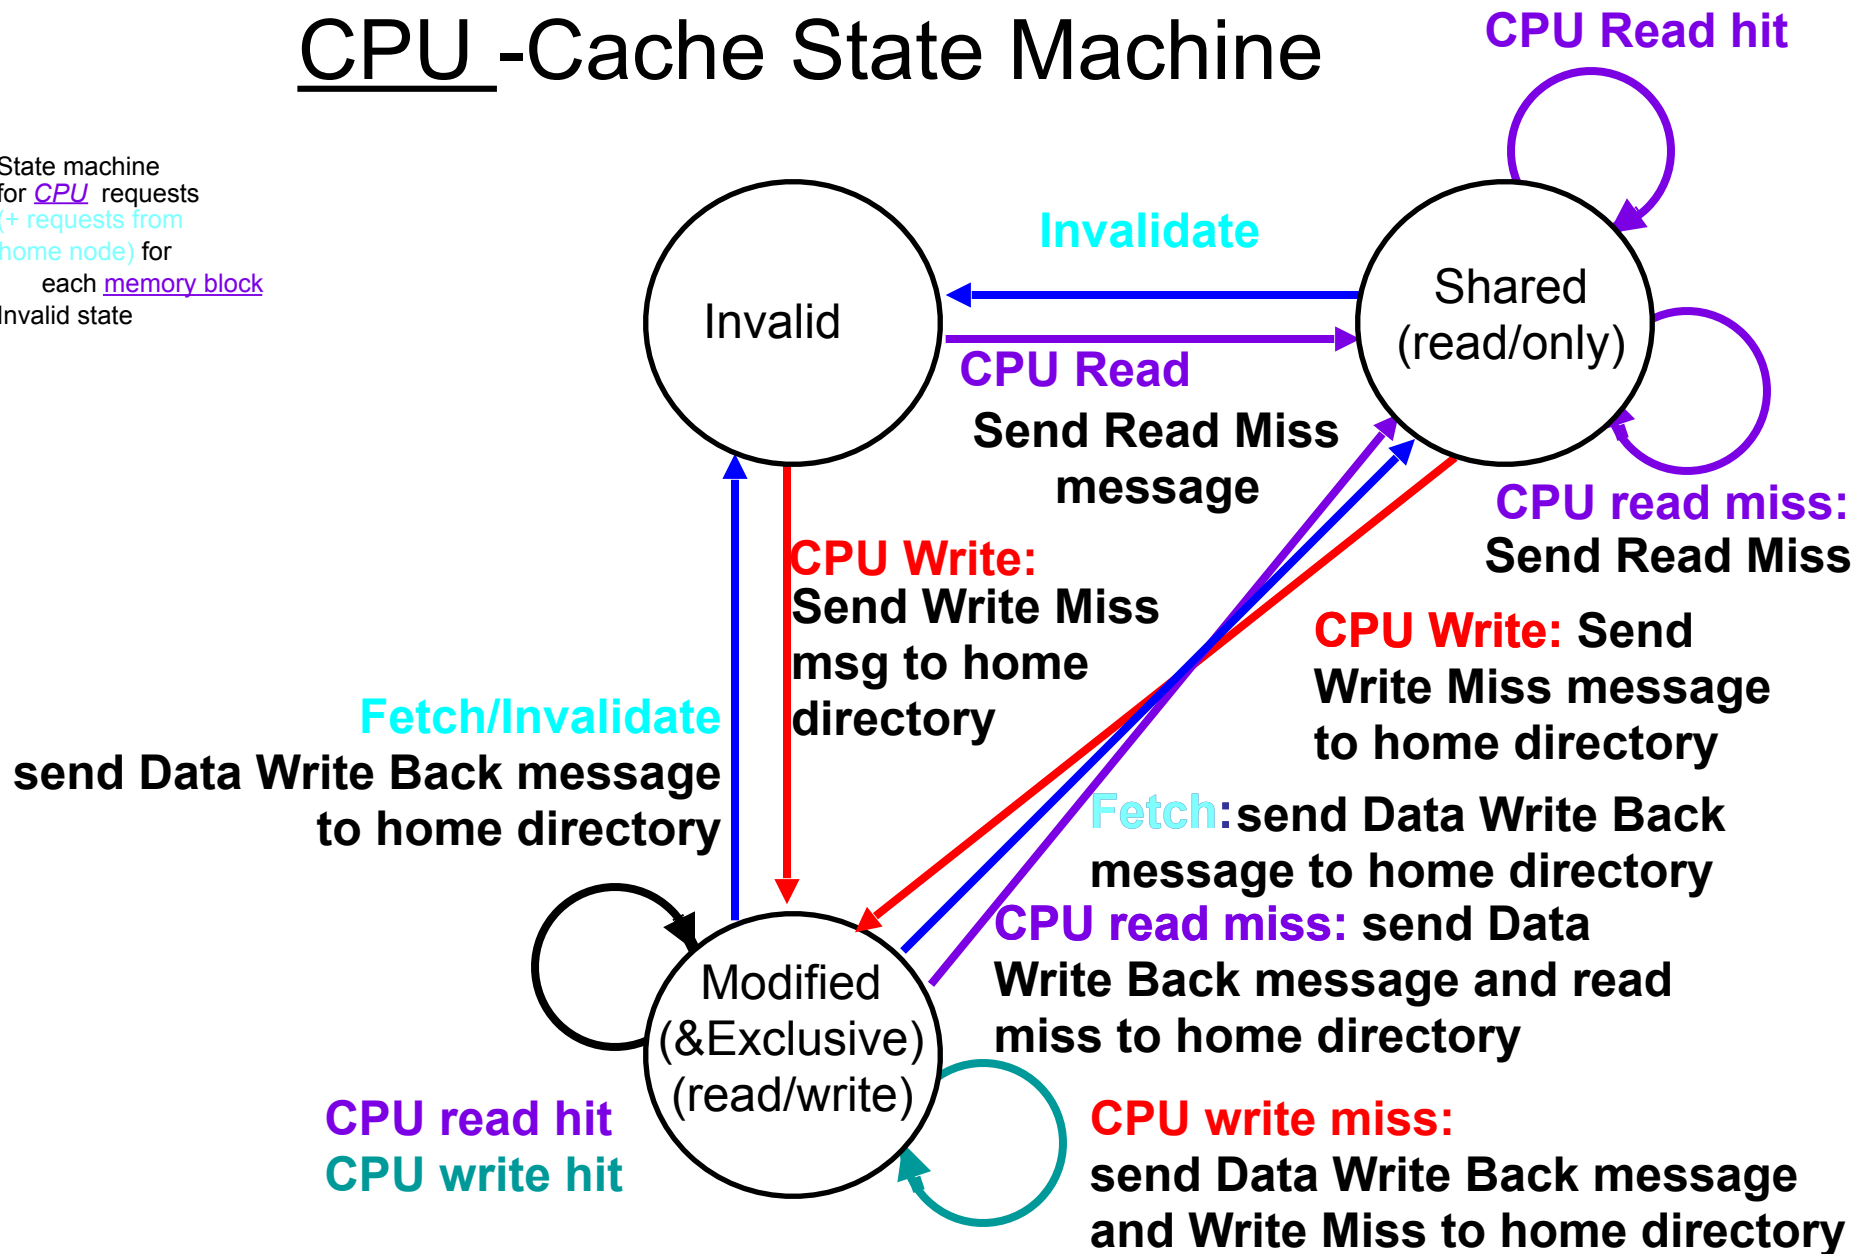 CPU -Cache State Machine
CPU Read hit
State machine
for CPU requests
(+ requests from
home node) for
each memory block
Invalid state
Invalidate
Invalid
Shared
(read/only)
CPU Read
Send Read Miss
message
CPU read miss:
Send Read Miss
CPU Write:
Send Write Miss
msg to home
directory
CPU Write: Send
Write Miss message
to home directory
Fetch/Invalidate
send Data Write Back message
to home directory
Fetch: send Data Write Back
message to home directory
CPU read miss: send Data
Write Back message and read
miss to home directory
Modified
(&Exclusive)
(read/write)
CPU read hit
CPU write hit
CPU write miss:
send Data Write Back message
and Write Miss to home directory